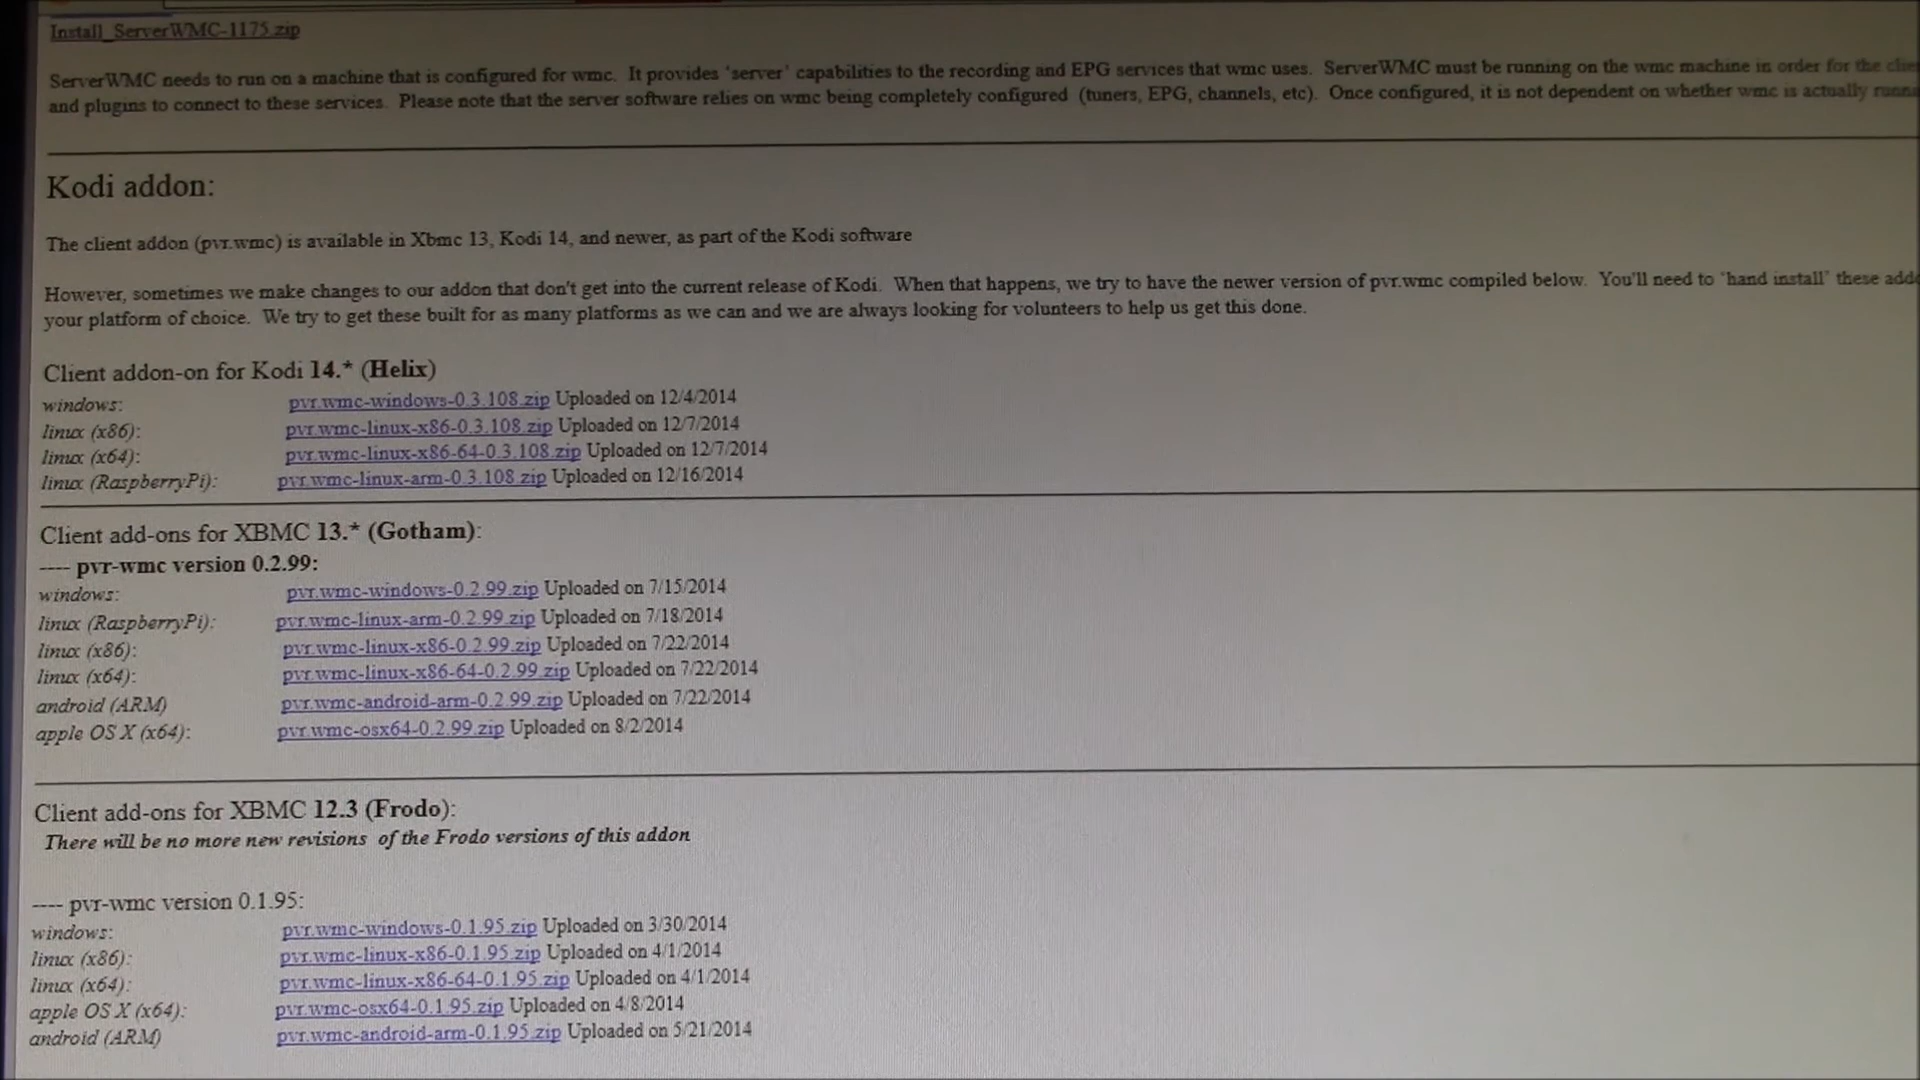 Install_ServerWMC-1175.zip
ServerWMC needs to run on a machine that is configured for wmc. It provides 'server' capabilities to the recording and EPG services that wmc uses. ServerWMC must be running on the wmc machine in order for the
and plugins to connect to these services. Please note that the server software relies on wmc being completely configured (tuners, EPG, channels, etc). Once configured, it is not dependent on whether wmc is actually
Kodi addon:
The client addon (pvr.wmc) is available in Xbmc 13, Kodi 14, and newer, as part of the Kodi software
However, sometimes we make changes to our addon that don't get into the current release of Kodi. When that happens, we try to have the newer version of pvr.wmc compiled below. You'll need to 'hand install' these
your platform of choice. We try to get these built for as many platforms as we can and we are always looking for volunteers to help us get this done.
Client addon-on for Kodi 14.* (Helix)
windows: pvr.wmc-windows-0.3.108.zip Uploaded on 12/4/2014
linux (x86): pvr.wmc-linux-x86-0.3.108.zip Uploaded on 12/7/2014
linux (x64): pvr.wmc-linux-x86-64-0.3.108.zip Uploaded on 12/7/2014
linux (RaspberryPi): pvr.wmc-linux-arm-0.3.108.zip Uploaded on 12/16/2014
Client add-ons for XBMC 13.* (Gotham):
---- pvr-wmc version 0.2.99:
windows: pvr.wmc-windows-0.2.99.zip Uploaded on 7/15/2014
linux (RaspberryPi): pvr.wmc-linux-arm-0.2.99.zip Uploaded on 7/18/2014
linux (x86): pvr.wmc-linux-x86-0.2.99.zip Uploaded on 7/22/2014
linux (x64): pvr.wmc-linux-x86-64-0.2.99.zip Uploaded on 7/22/2014
android (ARM) pvr.wmc-android-arm-0.2.99.zip Uploaded on 7/22/2014
apple OS X (x64): pvr.wmc-osx64-0.2.99.zip Uploaded on 8/2/2014
Client add-ons for XBMC 12.3 (Frodo):
There will be no more new revisions of the Frodo versions of this addon
---- pvr-wmc version 0.1.95:
windows: pvr.wmc-windows-0.1.95.zip Uploaded on 3/30/2014
linux (x86): pvr.wmc-linux-x86-0.1.95.zip Uploaded on 4/1/2014
linux (x64): pvr.wmc-linux-x86-64-0.1.95.zip Uploaded on 4/1/2014
apple OS X (x64): pvr.wmc-osx64-0.1.95.zip Uploaded on 4/8/2014
android (ARM) pvr.wmc-android-arm-0.1.95.zip Uploaded on 5/21/2014